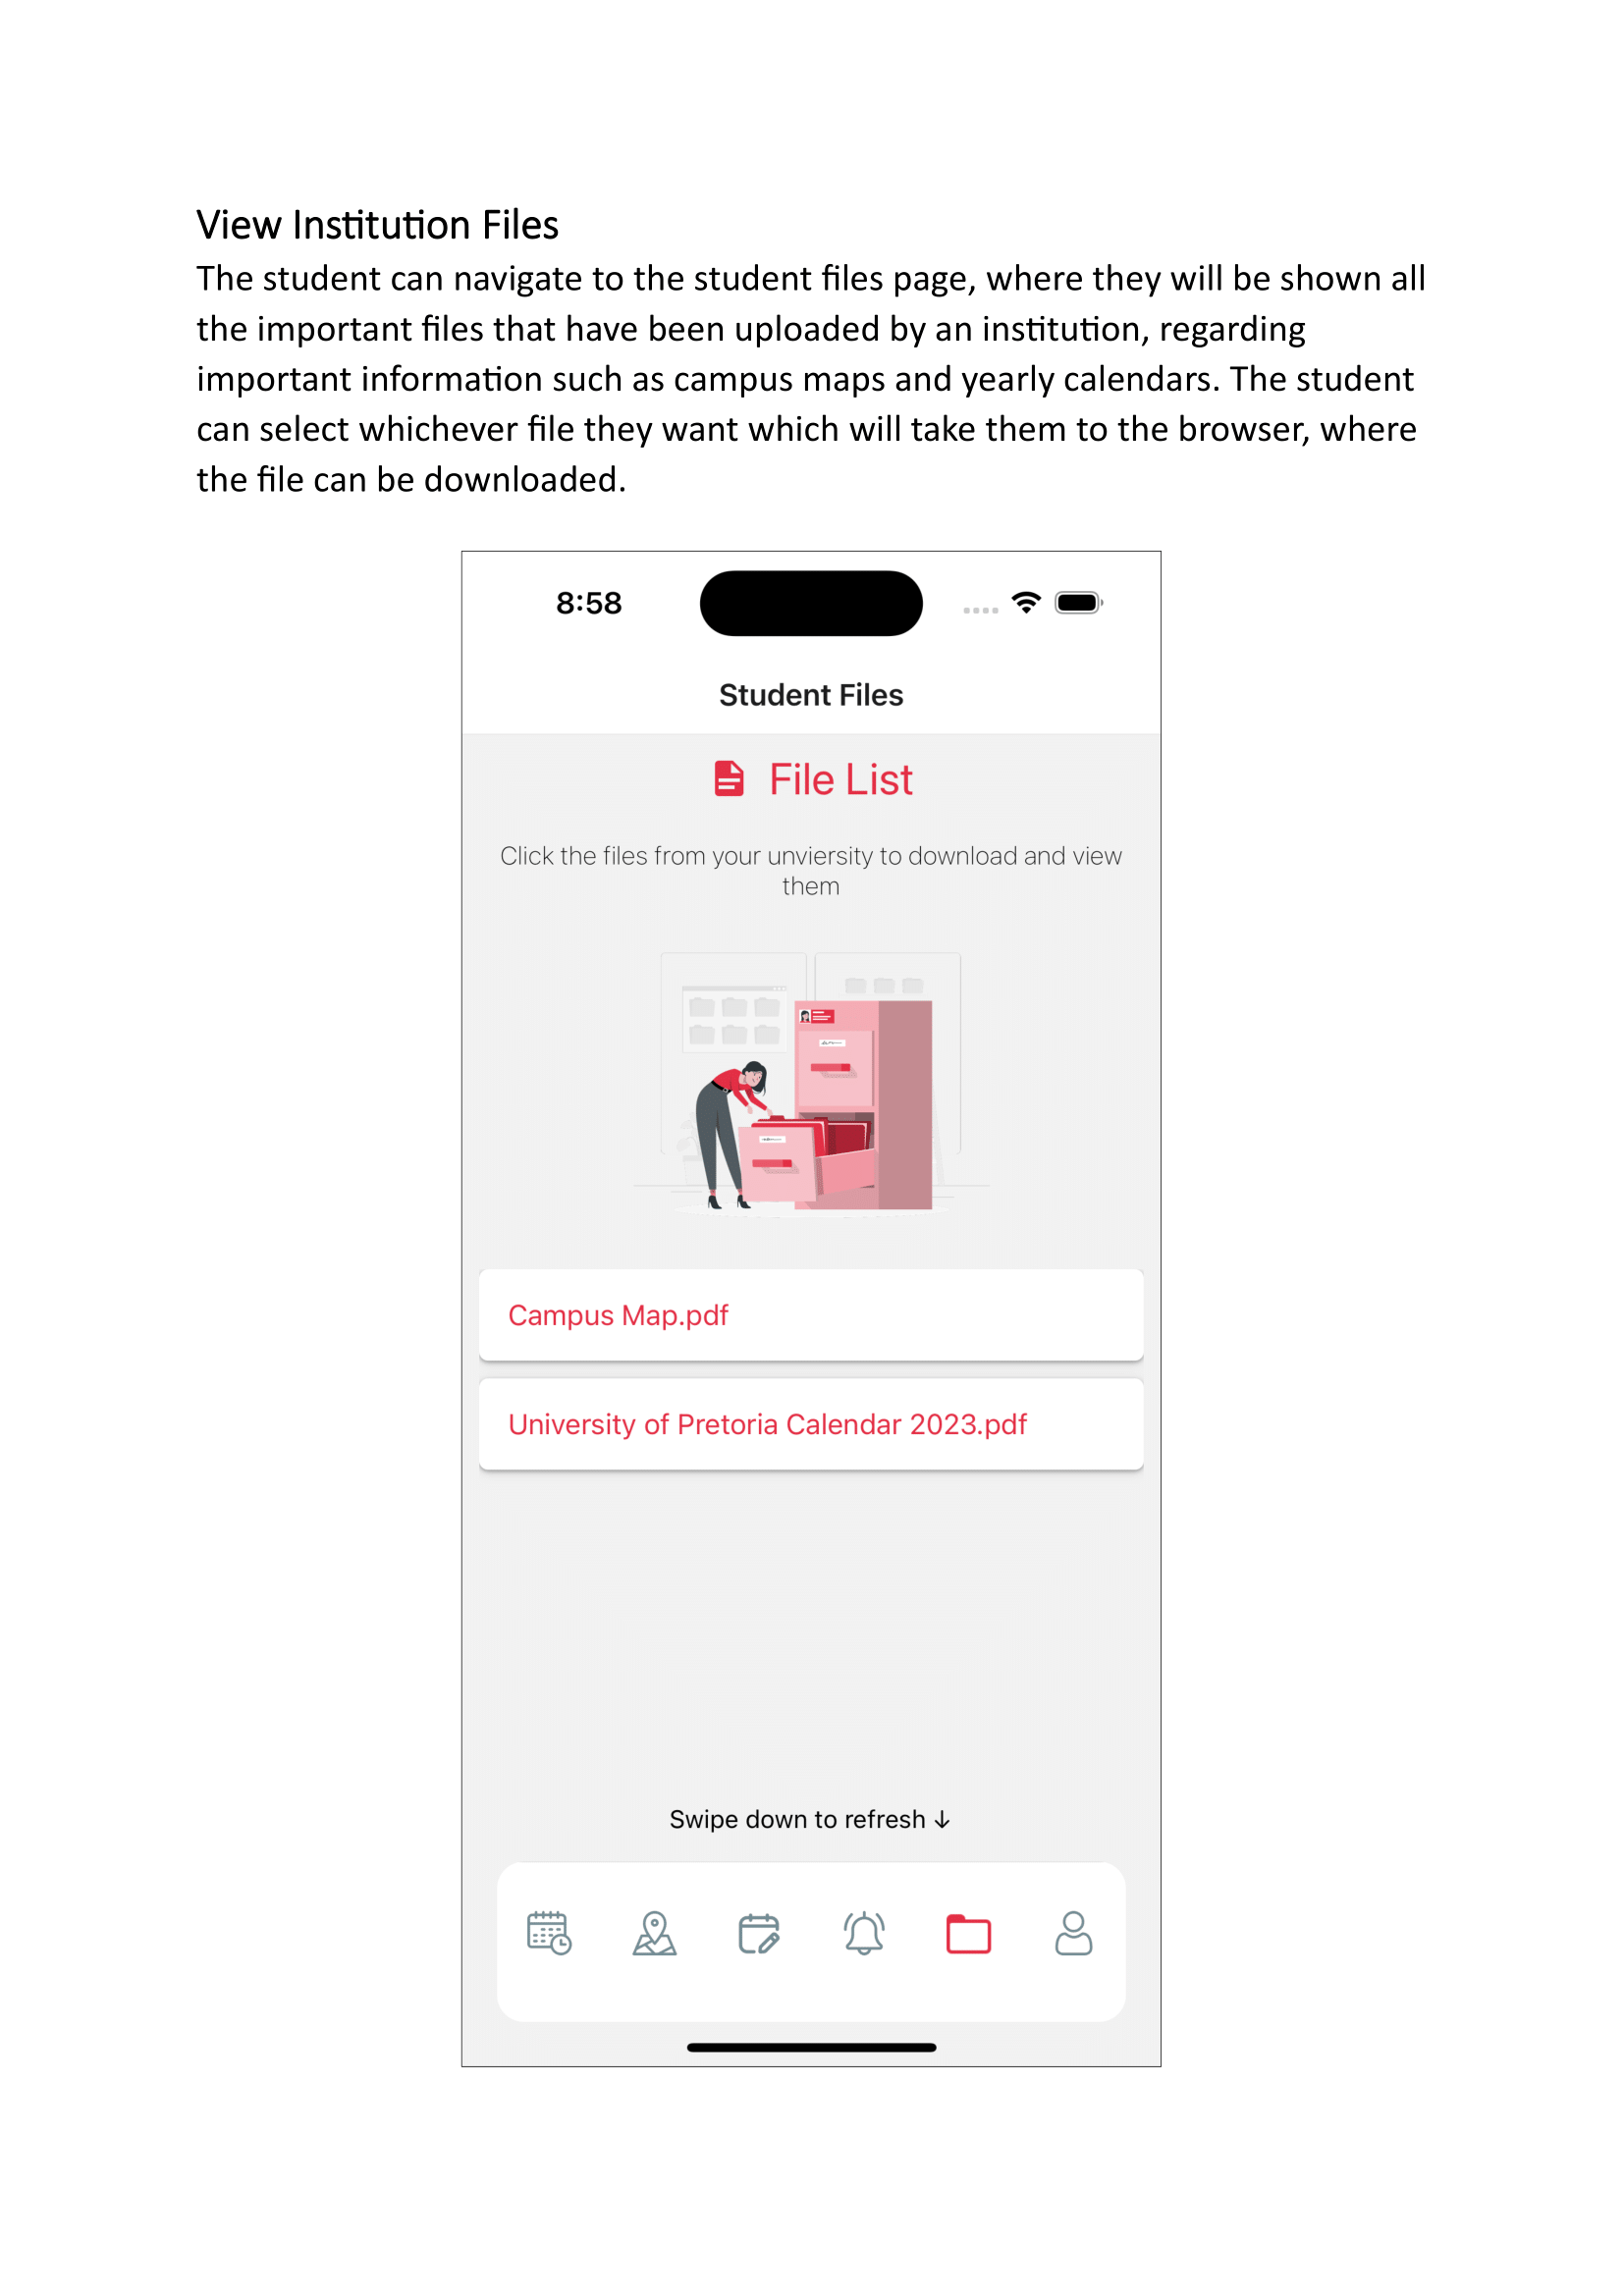 View Institution Files
The student can navigate to the student files page, where they will be shown all
the important files that have been uploaded by an institution, regarding
important information such as campus maps and yearly calendars. The student
can select whichever file they want which will take them to the browser, where
the file can be downloaded.
8:58
Student Files
File List
Click the files from your unviersity to download and view
them
Campus Map.pdf
University of Pretoria Calendar 2023.pdf
Swipe down to refresh ↓